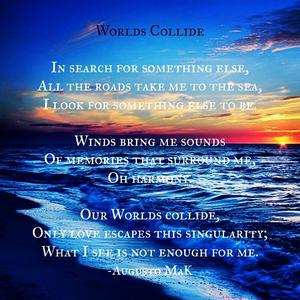 Worlds Collide
In search for something else,
All the roads take me to the sea,
I look for something else to be.
Winds bring me sounds
Of memories that surround me,
Oh harmony.
Our Worlds collide,
Only love escapes this singularity;
What I see is not enough for me.
-Augusto MaK